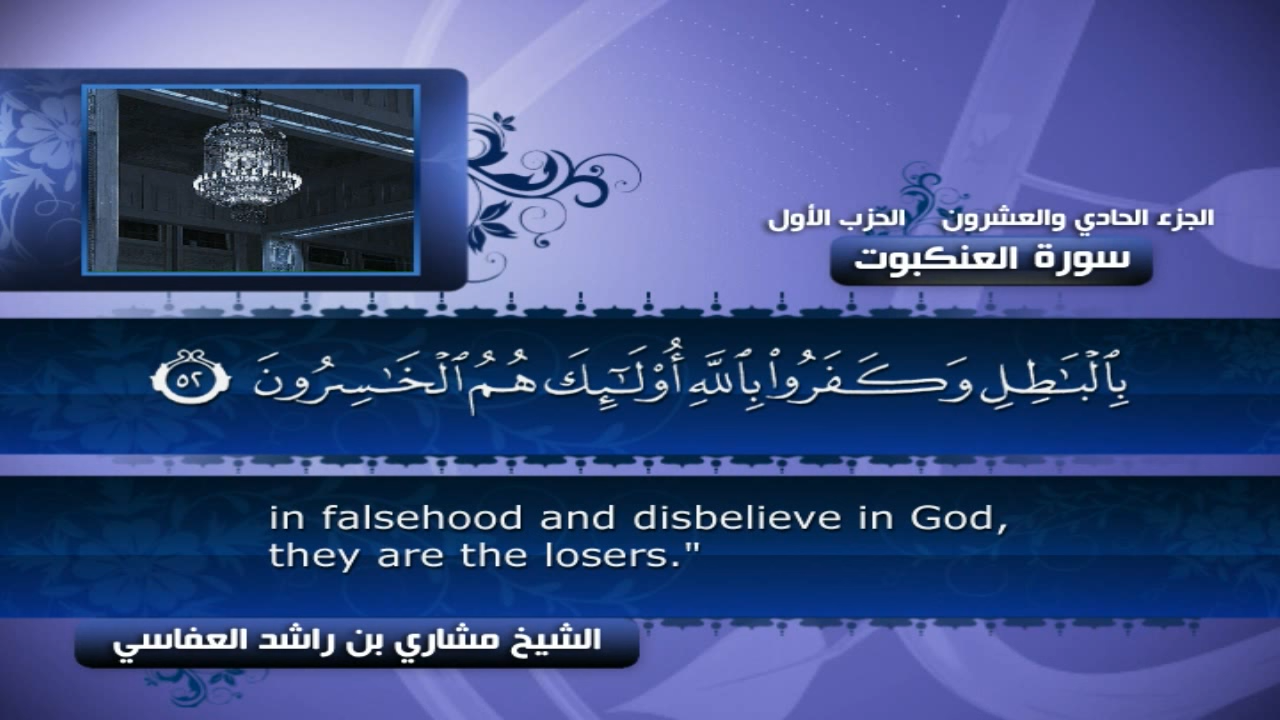 الجزء الحادي والعشرون الحزب الأول
سورة العنكبوت
بِٱلْبَـٰطِلِ وَكَفَرُوا۟ بِٱللَّهِ أُو۟لَـٰٓئِكَ هُمُ ٱلْخَـٰسِرُونَ ٥٢
in falsehood and disbelieve in God,
they are the losers."
الشيخ مشاري بن راشد العفاسي